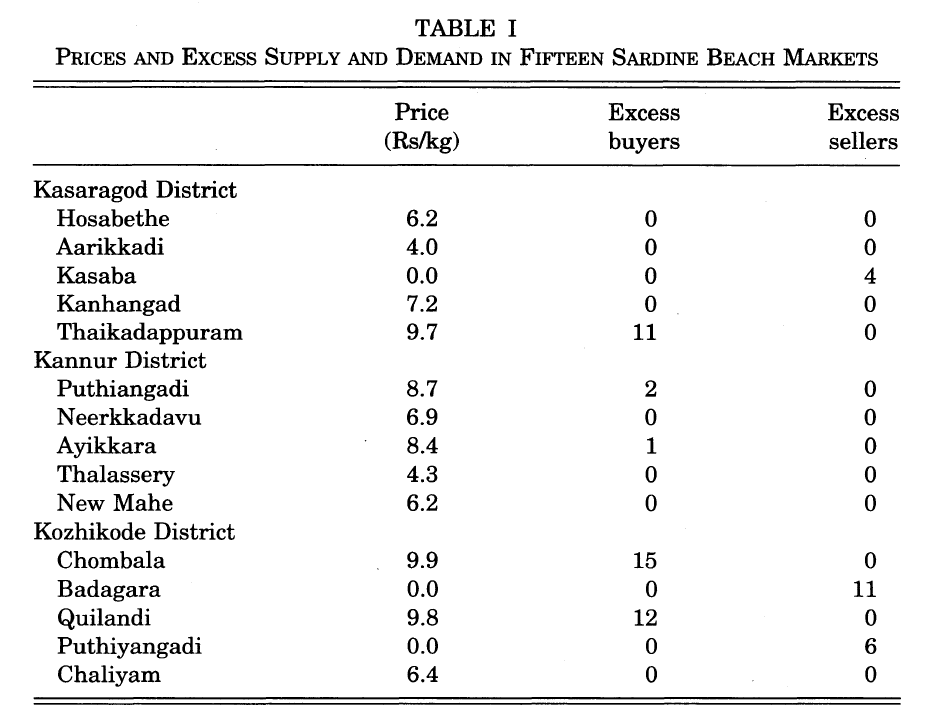 TABLE I
PRICES AND EXCESS SUPPLY AND DEMAND IN FIFTEEN SARDINE BEACH MARKETS
Price Excess Excess
(Rs/kg) buyers sellers
Kasaragod District
Hosabethe 6.2 0 0
Aarikkadi 4.0 0 0
Kasaba 0.0 0 4
Kanhangad 7.2 0 0
Thaikadappuram 9.7 11 0
Kannur District
Puthiangadi 8.7 2 0
Neerkkadavu 6.9 0 0
Ayikkara 8.4 1 0
Thalassery 4.3 0 0
New Mahe 6.2 0 0
Kozhikode District
Chombala 9.9 15 0
Badagara 0.0 0 11
Quilandi 9.8 12 0
Puthiyangadi 0.0 0 6
Chaliyam 6.4 0 0